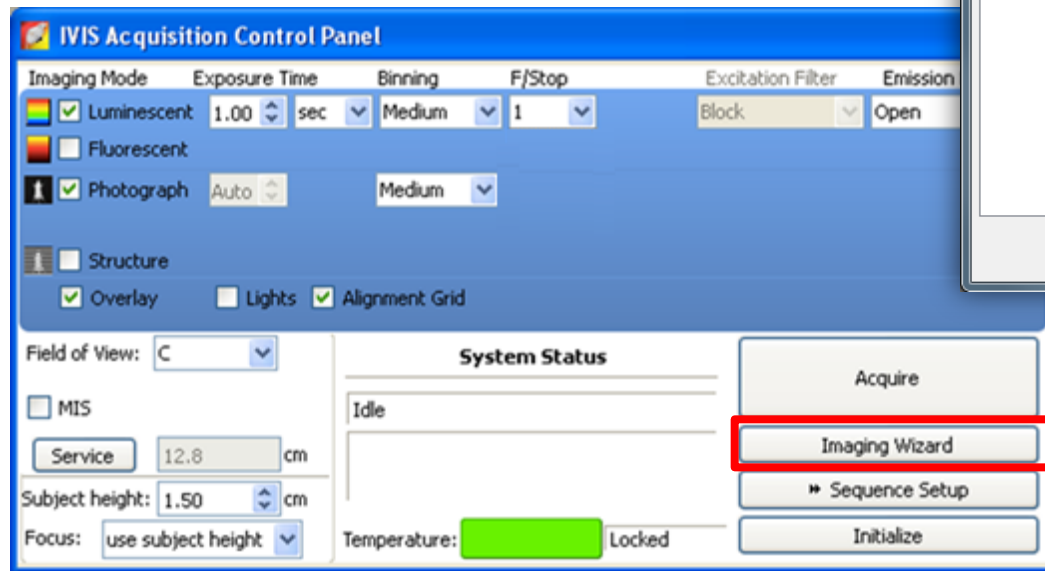 IVIS Acquisition Control Panel
Imaging Mode Exposure Time Binning F/Stop Excitation Filter Emission
Luminescent 1.00 sec Medium 1 Block Open
Fluorescent
Photograph Auto Medium
Structure
Overlay Lights Alignment Grid
Field of View: C
MIS
Service 12.8 cm
Subject height: 1.50 cm
Focus: use subject height
System Status
Idle
Temperature: Locked
Acquire
Imaging Wizard
Sequence Setup
Initialize